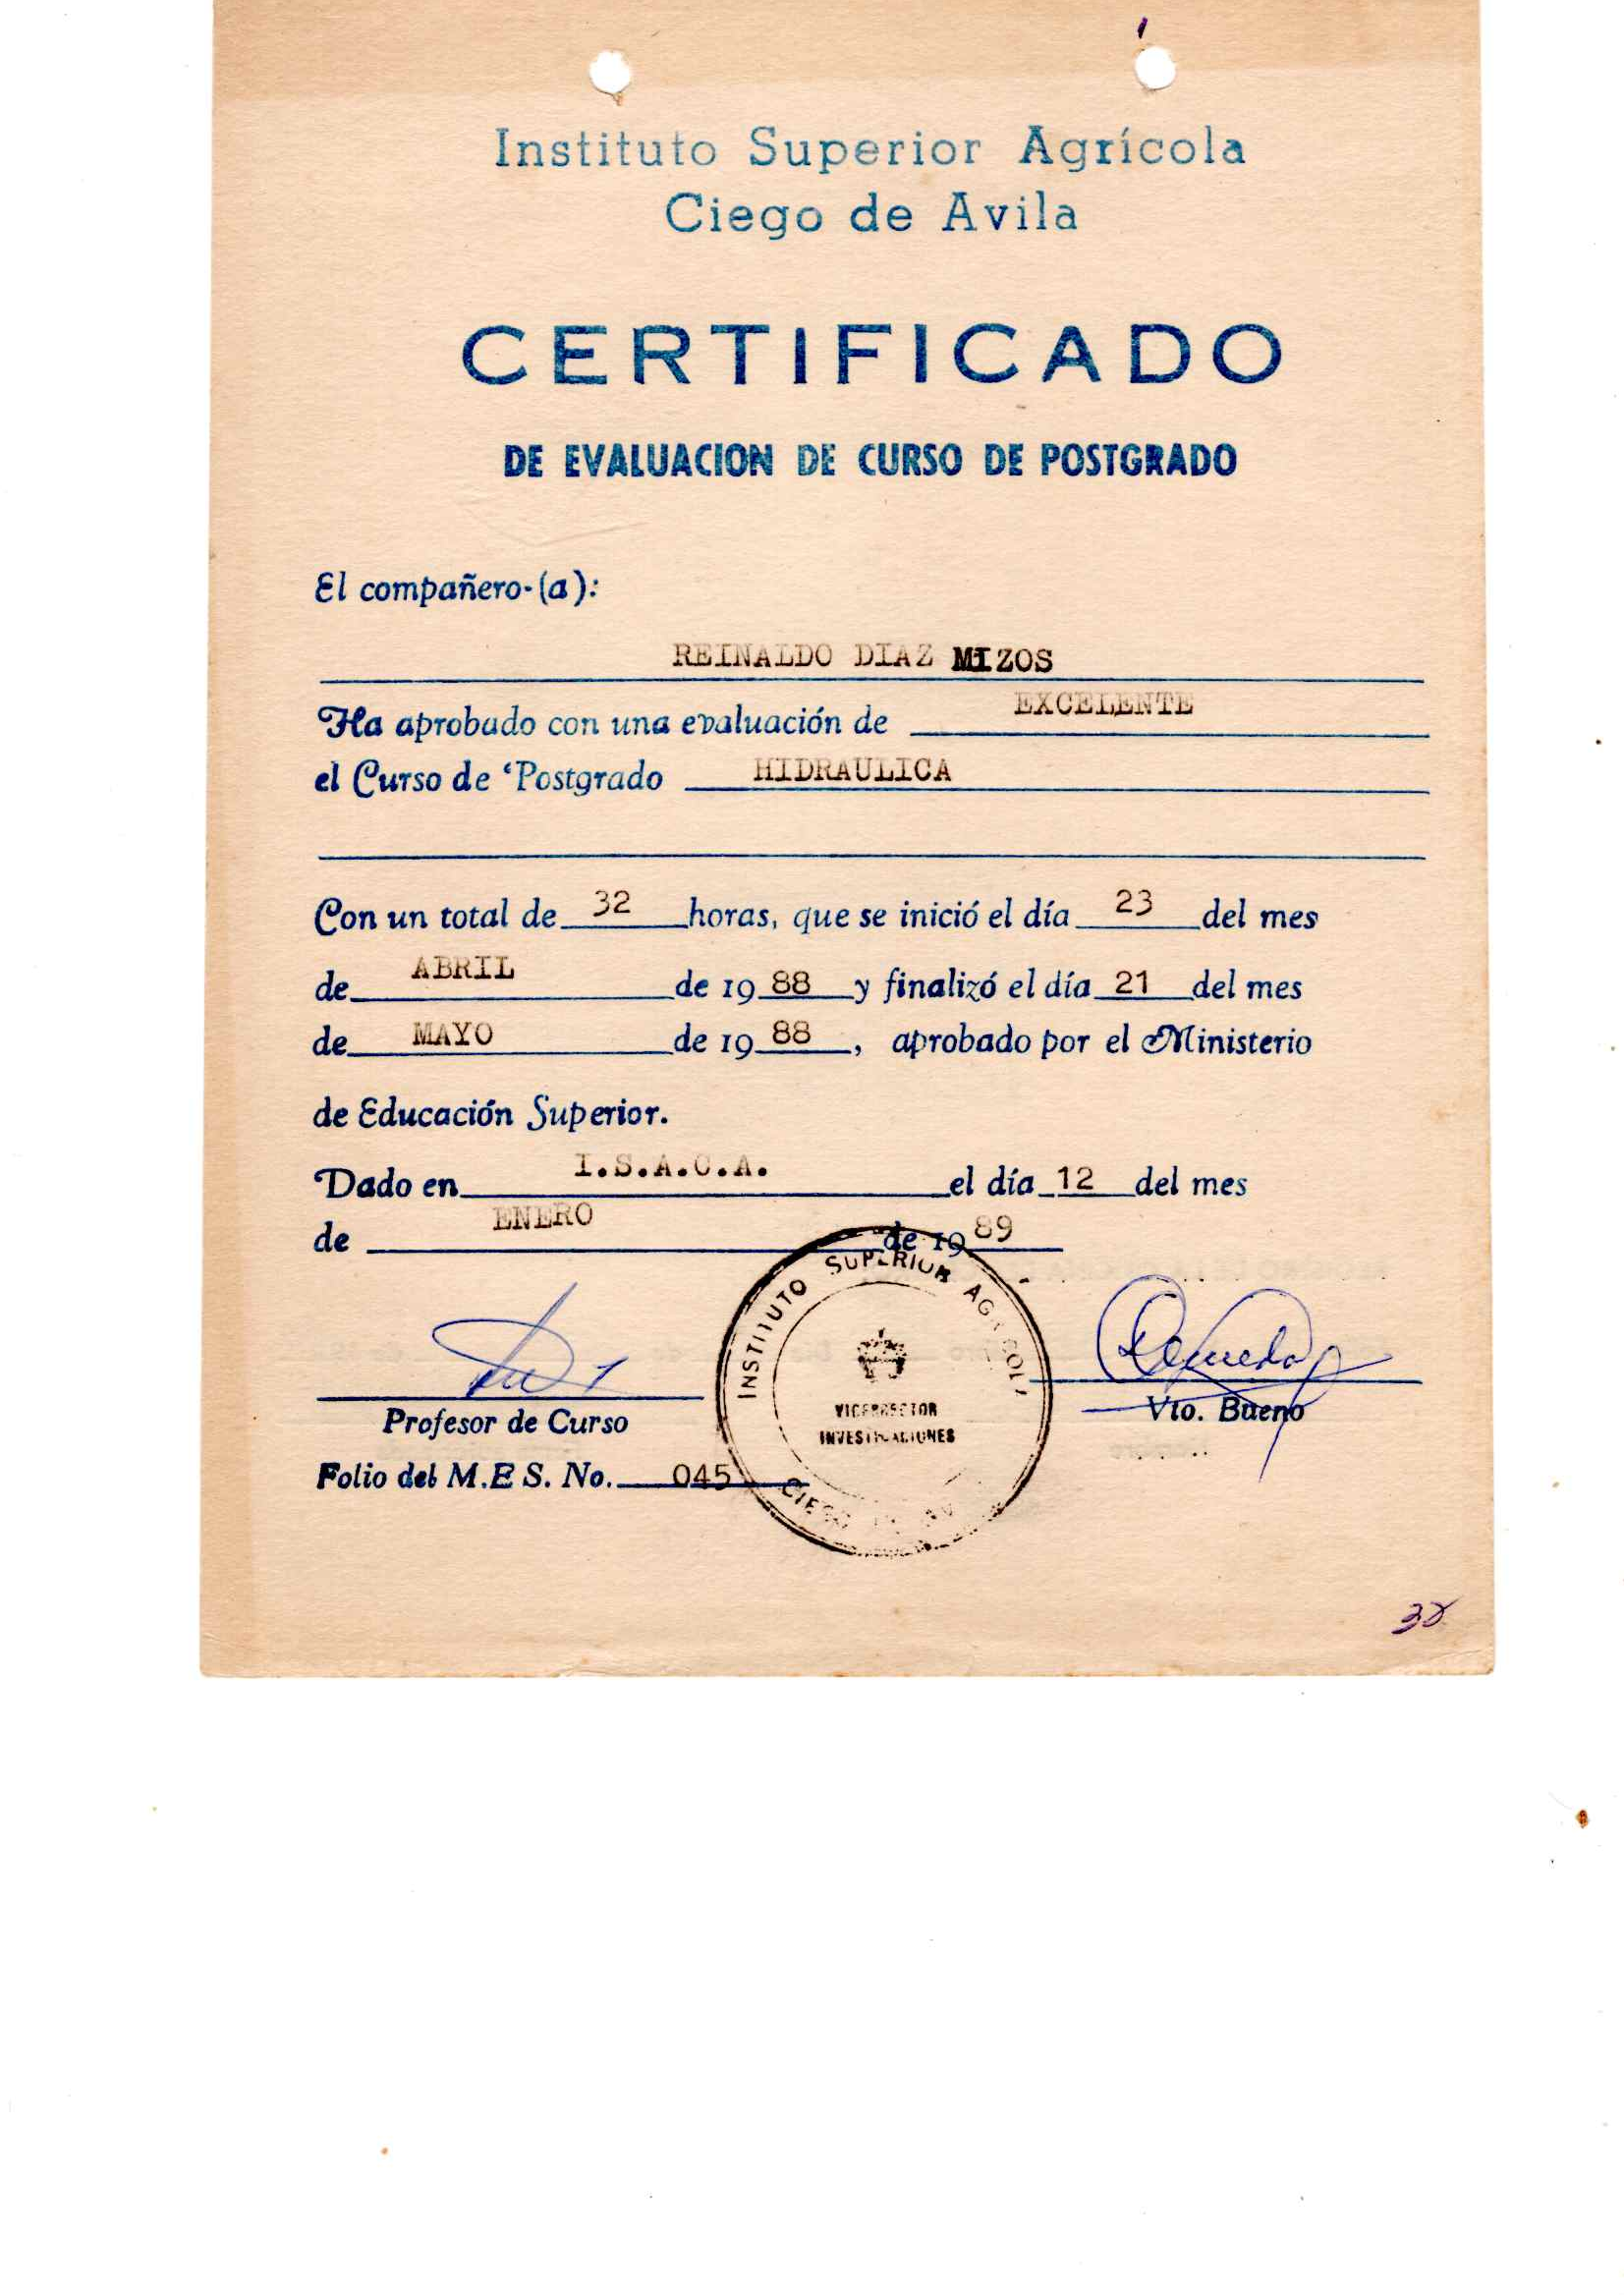 Instituto Superior Agrícola
Ciego de Avila
CERTIFICADO
DE EVALUACION DE CURSO DE POSTGRADO
El compañero-(a):
REINALDO DIAZ MIZOS
Ha aprobado con una evaluación de EXCELENTE
el Curso de Postgrado HIDRAULICA
Con un total de 32 horas, que se inició el día 23 del mes
de ABRIL de 1988 y finalizó el día 21 del mes
de MAYO de 1988, aprobado por el Ministerio
de Educación Superior.
Dado en I.S.A.C.A. el día 12 del mes
de ENERO de 1989
INSTITUTO SUPERIOR AGRICOLA
VICERRECTOR
INVESTIGACIONES
CIEGO DE AV
Profesor de Curso
Vto. Bueno
Folio del M.E S. No. 045